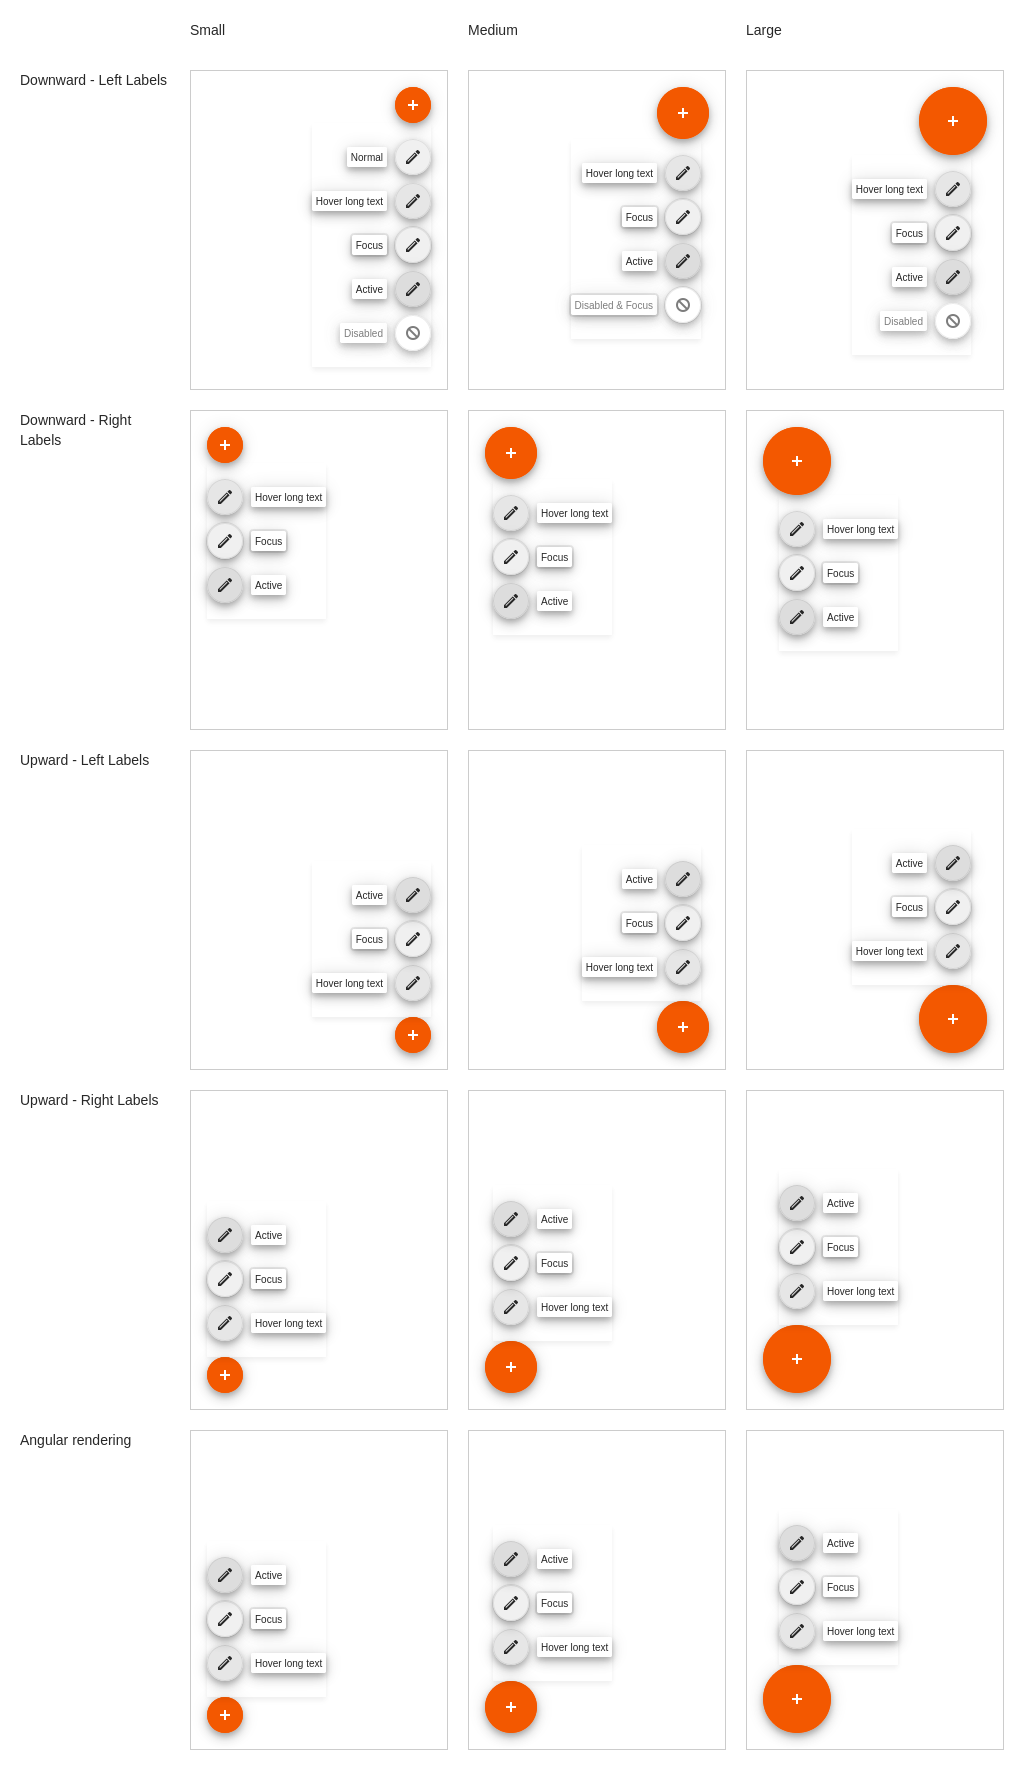 Small
Medium
Large
Downward - Left Labels
Normal
Hover long text
Focus
Active
Disabled
Hover long text
Focus
Active
Disabled & Focus
Hover long text
Focus
Active
Disabled
Downward - Right
Labels
Hover long text
Focus
Active
Hover long text
Focus
Active
Hover long text
Focus
Active
Upward - Left Labels
Active
Focus
Hover long text
Active
Focus
Hover long text
Active
Focus
Hover long text
Upward - Right Labels
Active
Focus
Hover long text
Active
Focus
Hover long text
Active
Focus
Hover long text
Angular rendering
Active
Focus
Hover long text
Active
Focus
Hover long text
Active
Focus
Hover long text